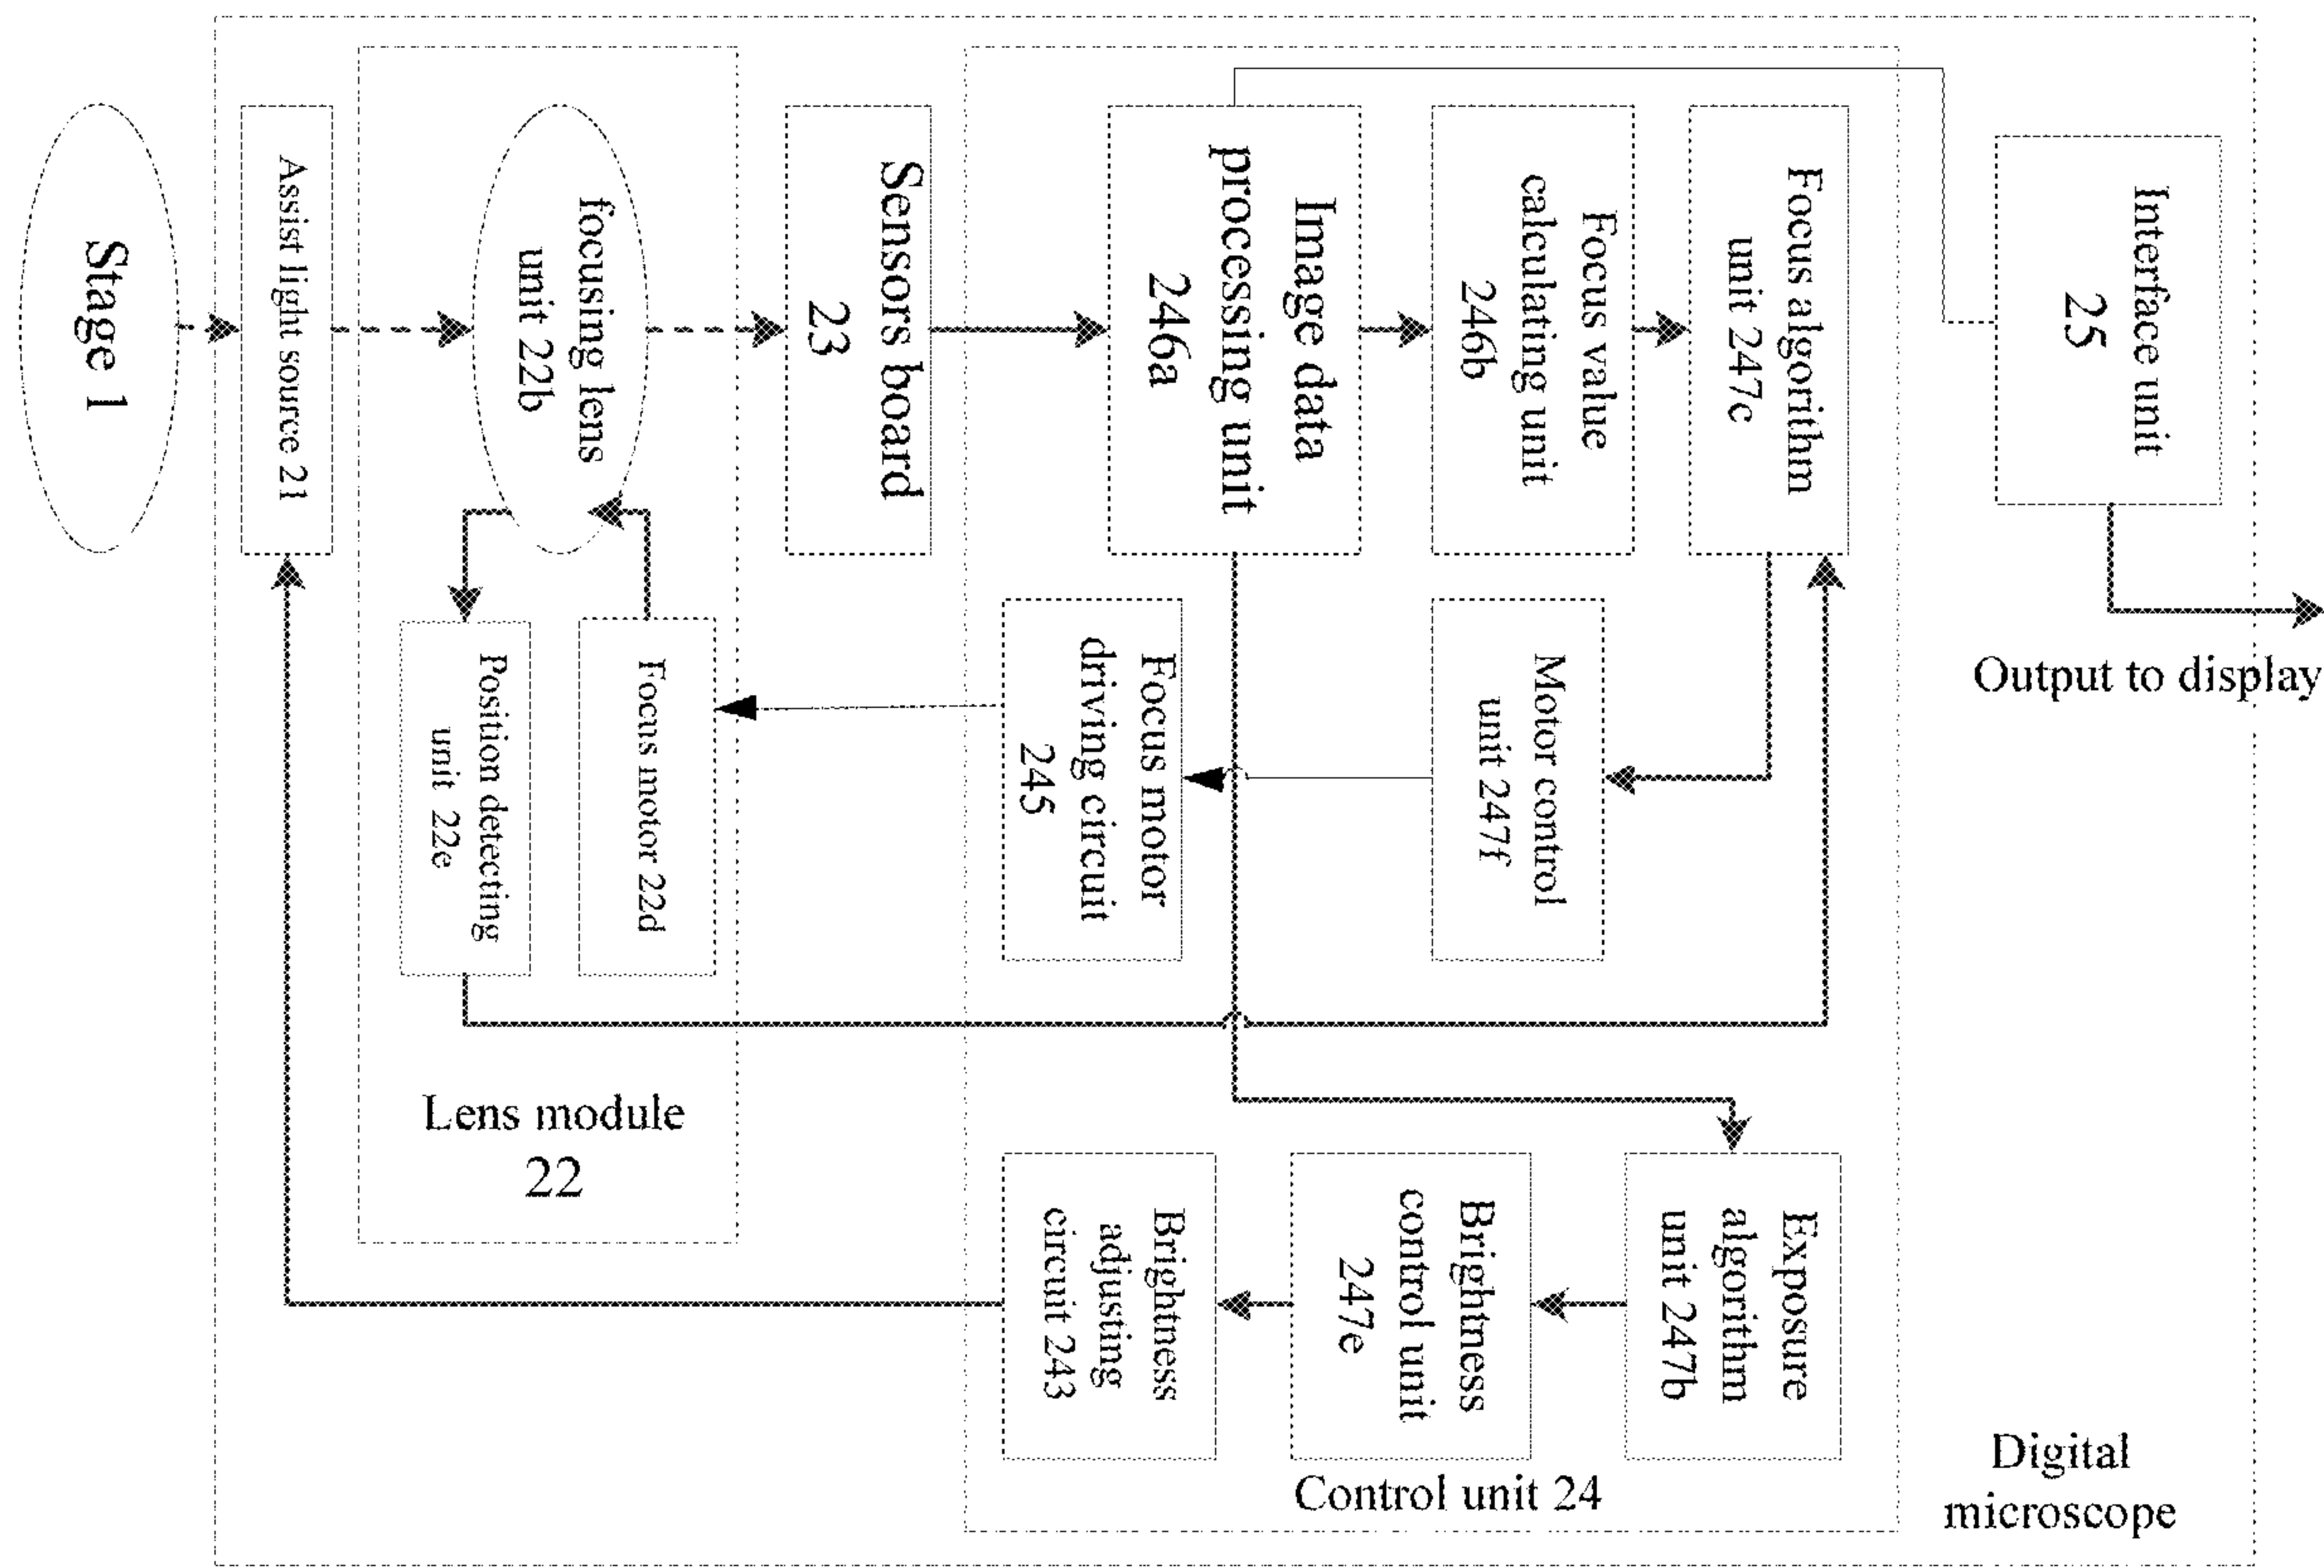 Stage 1
Assist light source 21
focusing lens
unit 22b
Sensors board
23
Image data
processing unit
246a
Focus value
calculating unit
246b
Focus algorithm
unit 247c
Interface unit
25
Output to display
Position detecting
unit 22e
Focus motor 22d
Focus motor
driving circuit
245
Motor control
unit 247f
Lens module
22
Brightness
adjusting
circuit 243
Brightness
control unit
247e
Exposure
algorithm
unit 247b
Control unit 24
Digital
microscope